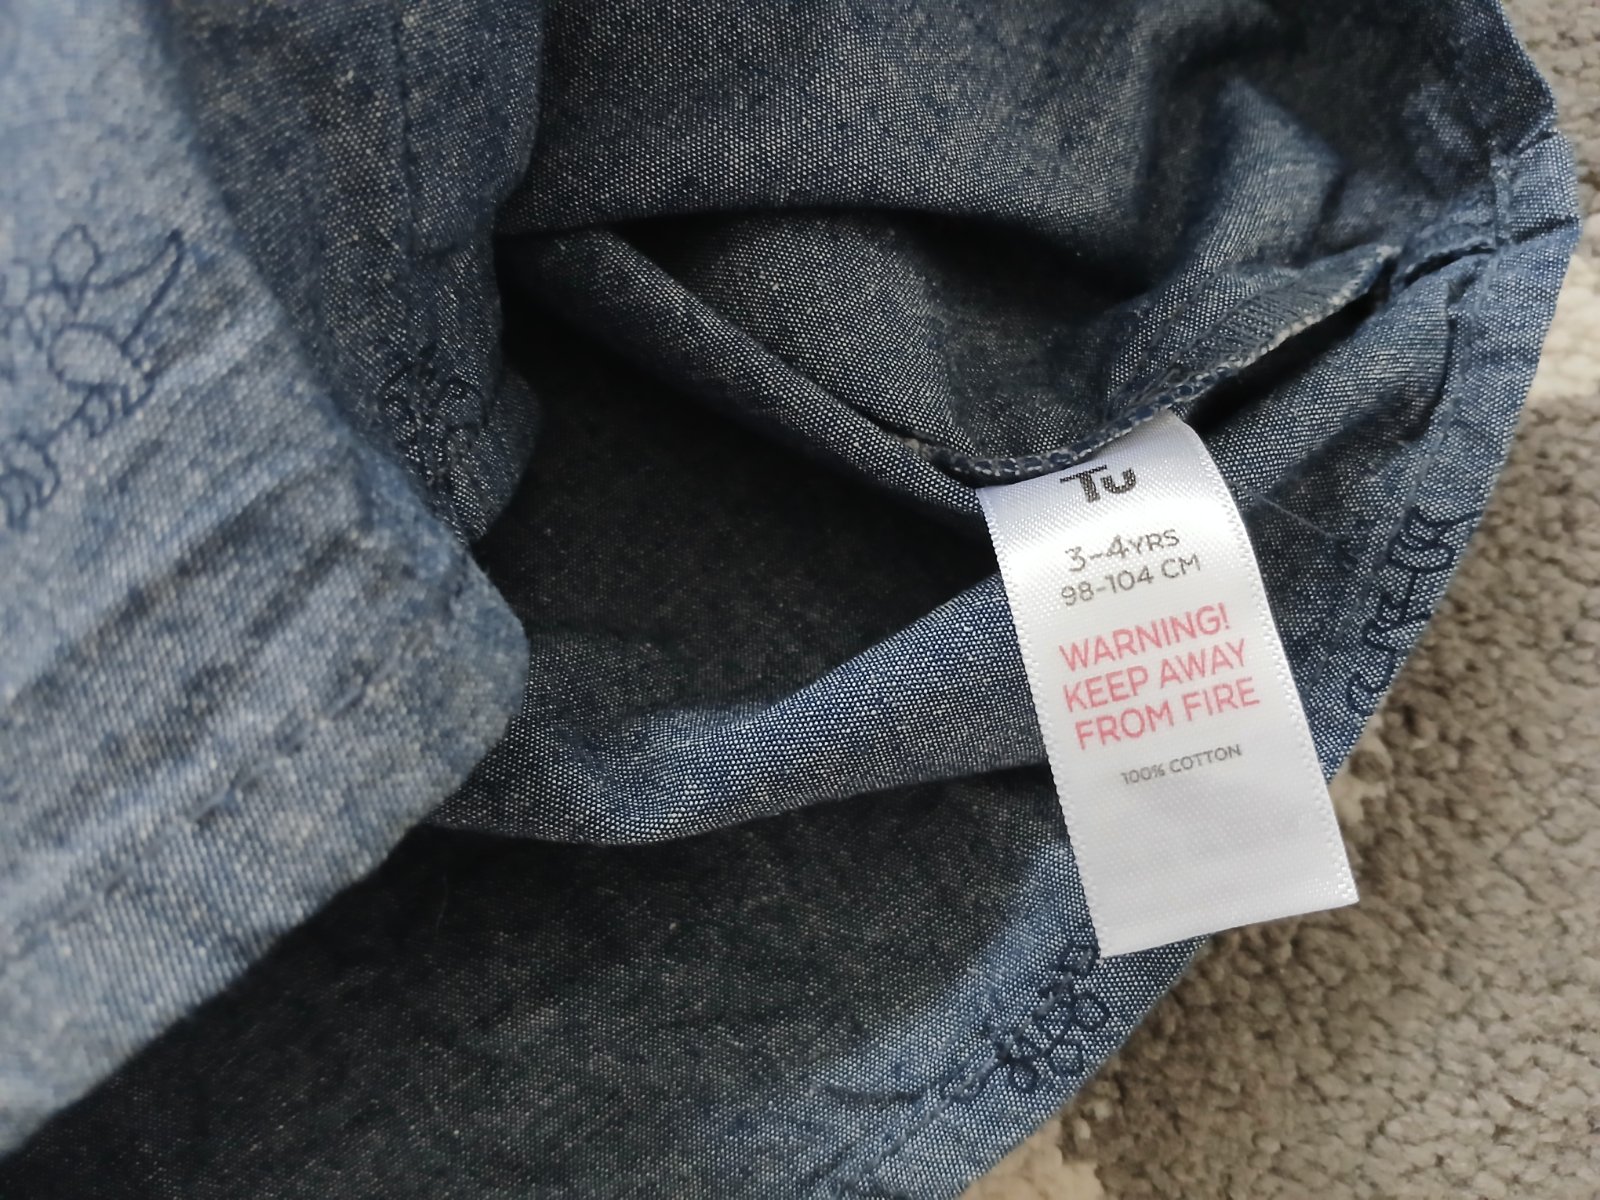 Tu
3-4YRS
98-104 CM
WARNING!
KEEP AWAY
FROM FIRE
100% COTTON